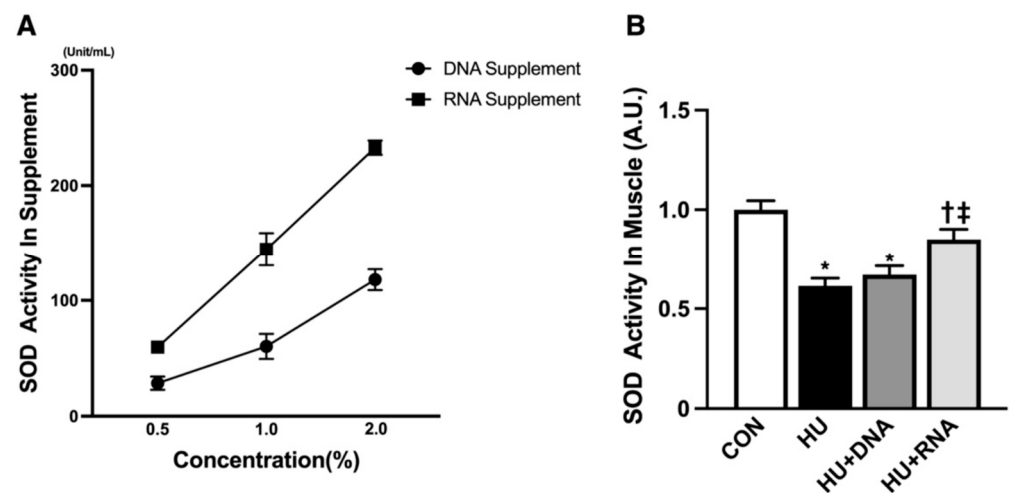 A
(Unit/mL)
SOD Activity In Supplement
300
200
100
0
0.5 1.0 2.0
Concentration(%)
DNA Supplement
RNA Supplement
B
SOD Activity In Muscle (A.U.)
1.5
1.0
0.5
0
*
*
†‡
CON
HU
HU+DNA
HU+RNA